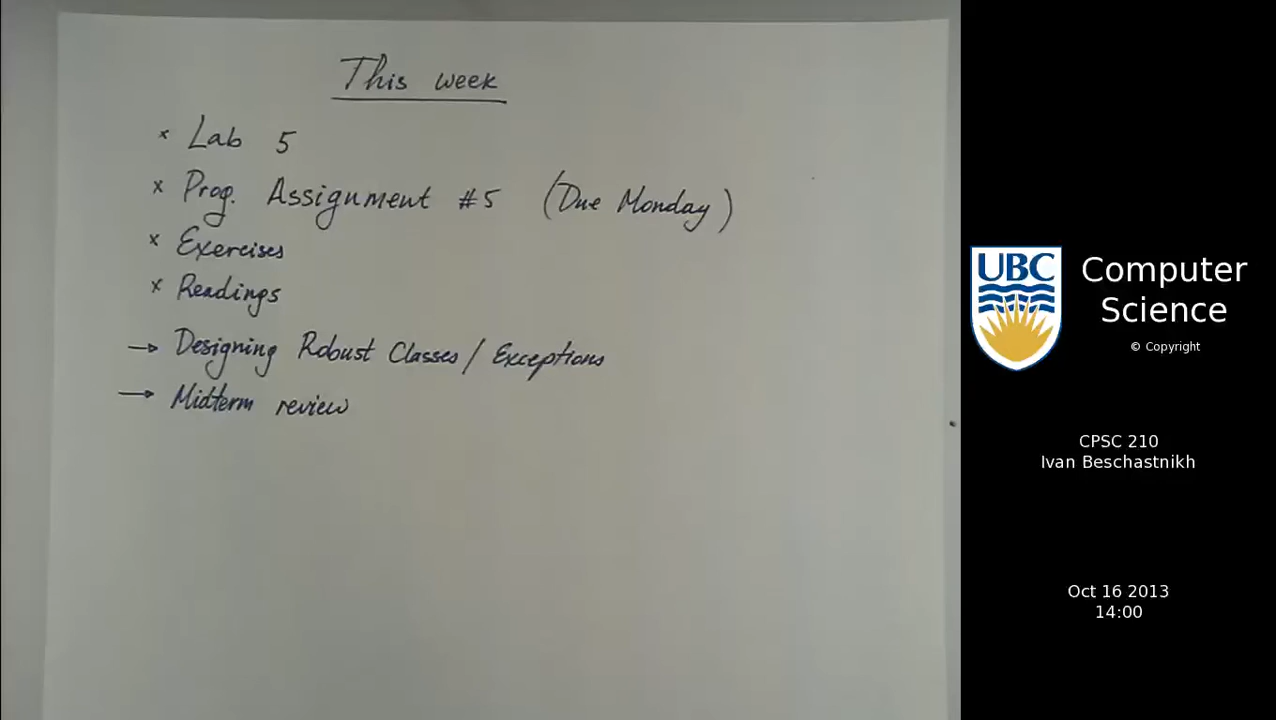 This week
x Lab 5
x Prog. Assignment #5 (Due Monday)
x Exercises
x Readings
→ Designing Robust Classes / Exceptions
→ Midterm review
UBC
Computer
Science
© Copyright
CPSC 210
Ivan Beschastnikh
Oct 16 2013
14:00